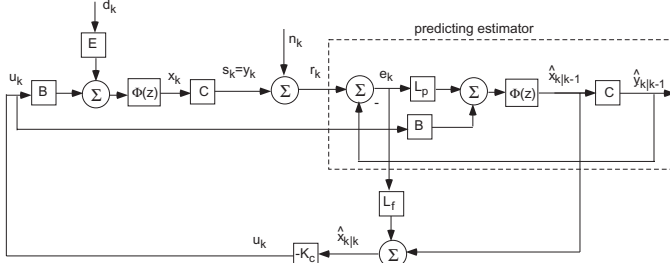 d_k
E
n_k
predicting estimator
u_k
B
Σ
Φ(z)
x_k
C
s_k=y_k
Σ
r_k
Σ
-
e_k
L_p
Σ
Φ(z)
x̂_k|k-1
C
ŷ_k|k-1
B
L_f
u_k
-K_c
x̂_k|k
Σ